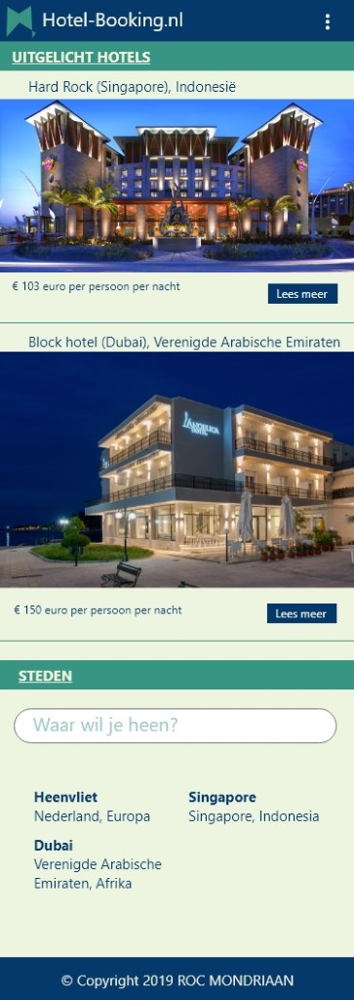 Hotel-Booking.nl
UITGELICHT HOTELS
Hard Rock (Singapore), Indonesië
€ 103 euro per persoon per nacht
Lees meer
Block hotel (Dubai), Verenigde Arabische Emiraten
ANGELICA
HOTEL
€ 150 euro per persoon per nacht
Lees meer
STEDEN
Waar wil je heen?
Heenvliet
Nederland, Europa
Singapore
Singapore, Indonesia
Dubai
Verenigde Arabische
Emiraten, Afrika
© Copyright 2019 ROC MONDRIAAN